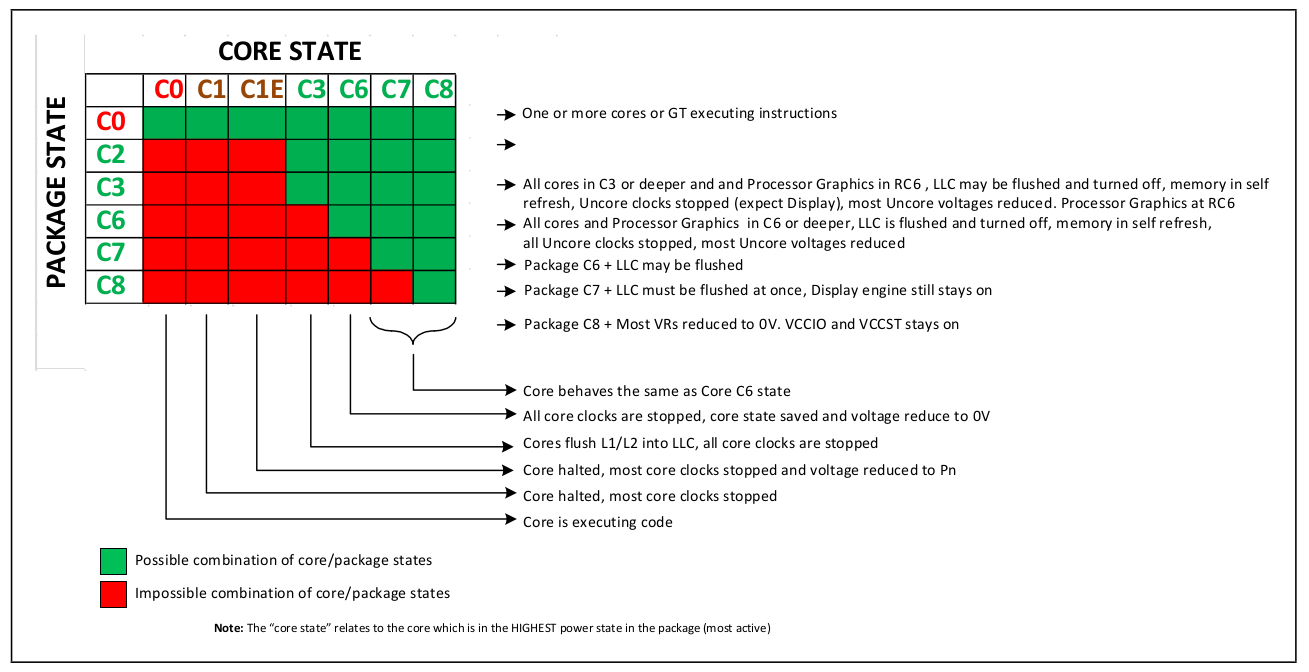 CORE STATE
PACKAGE STATE
C0 C1 C1E C3 C6 C7 C8
C0
C2
C3
C6
C7
C8
One or more cores or GT executing instructions
All cores in C3 or deeper and and Processor Graphics in RC6 , LLC may be flushed and turned off, memory in self
refresh, Uncore clocks stopped (expect Display), most Uncore voltages reduced. Processor Graphics at RC6
All cores and Processor Graphics in C6 or deeper, LLC is flushed and turned off, memory in self refresh,
all Uncore clocks stopped, most Uncore voltages reduced
Package C6 + LLC may be flushed
Package C7 + LLC must be flushed at once, Display engine still stays on
Package C8 + Most VRs reduced to 0V. VCCIO and VCCST stays on
Core behaves the same as Core C6 state
All core clocks are stopped, core state saved and voltage reduce to 0V
Cores flush L1/L2 into LLC, all core clocks are stopped
Core halted, most core clocks stopped and voltage reduced to Pn
Core halted, most core clocks stopped
Core is executing code
Possible combination of core/package states
Impossible combination of core/package states
Note: The “core state” relates to the core which is in the HIGHEST power state in the package (most active)